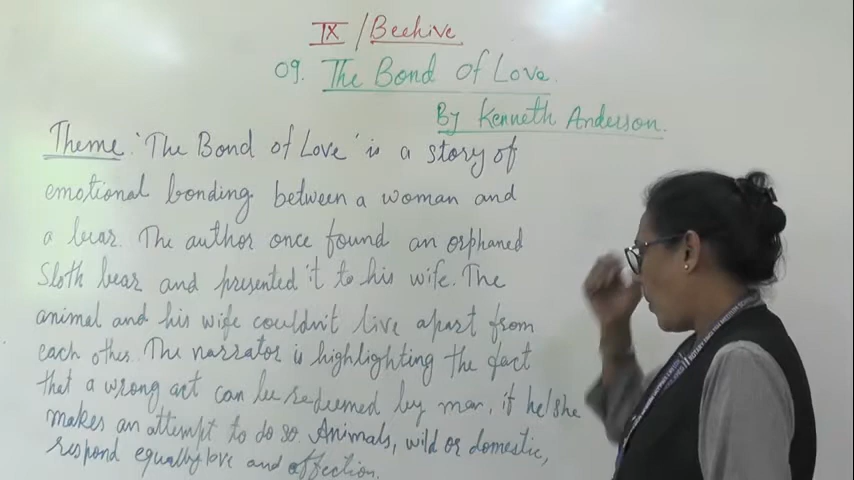 IX / Beehive
09. The Bond of Love.
By Kenneth Anderson.
Theme : 'The Bond of Love' is a story of
emotional bonding between a woman and
a bear. The author once found an orphaned
Sloth bear and presented it to his wife. The
animal and his wife couldn't live apart from
each other. The narrator is highlighting the fact
that a wrong act can be redeemed by man, if he/she
makes an attempt to do so. Animals, wild or domestic,
respond equally love and affection.